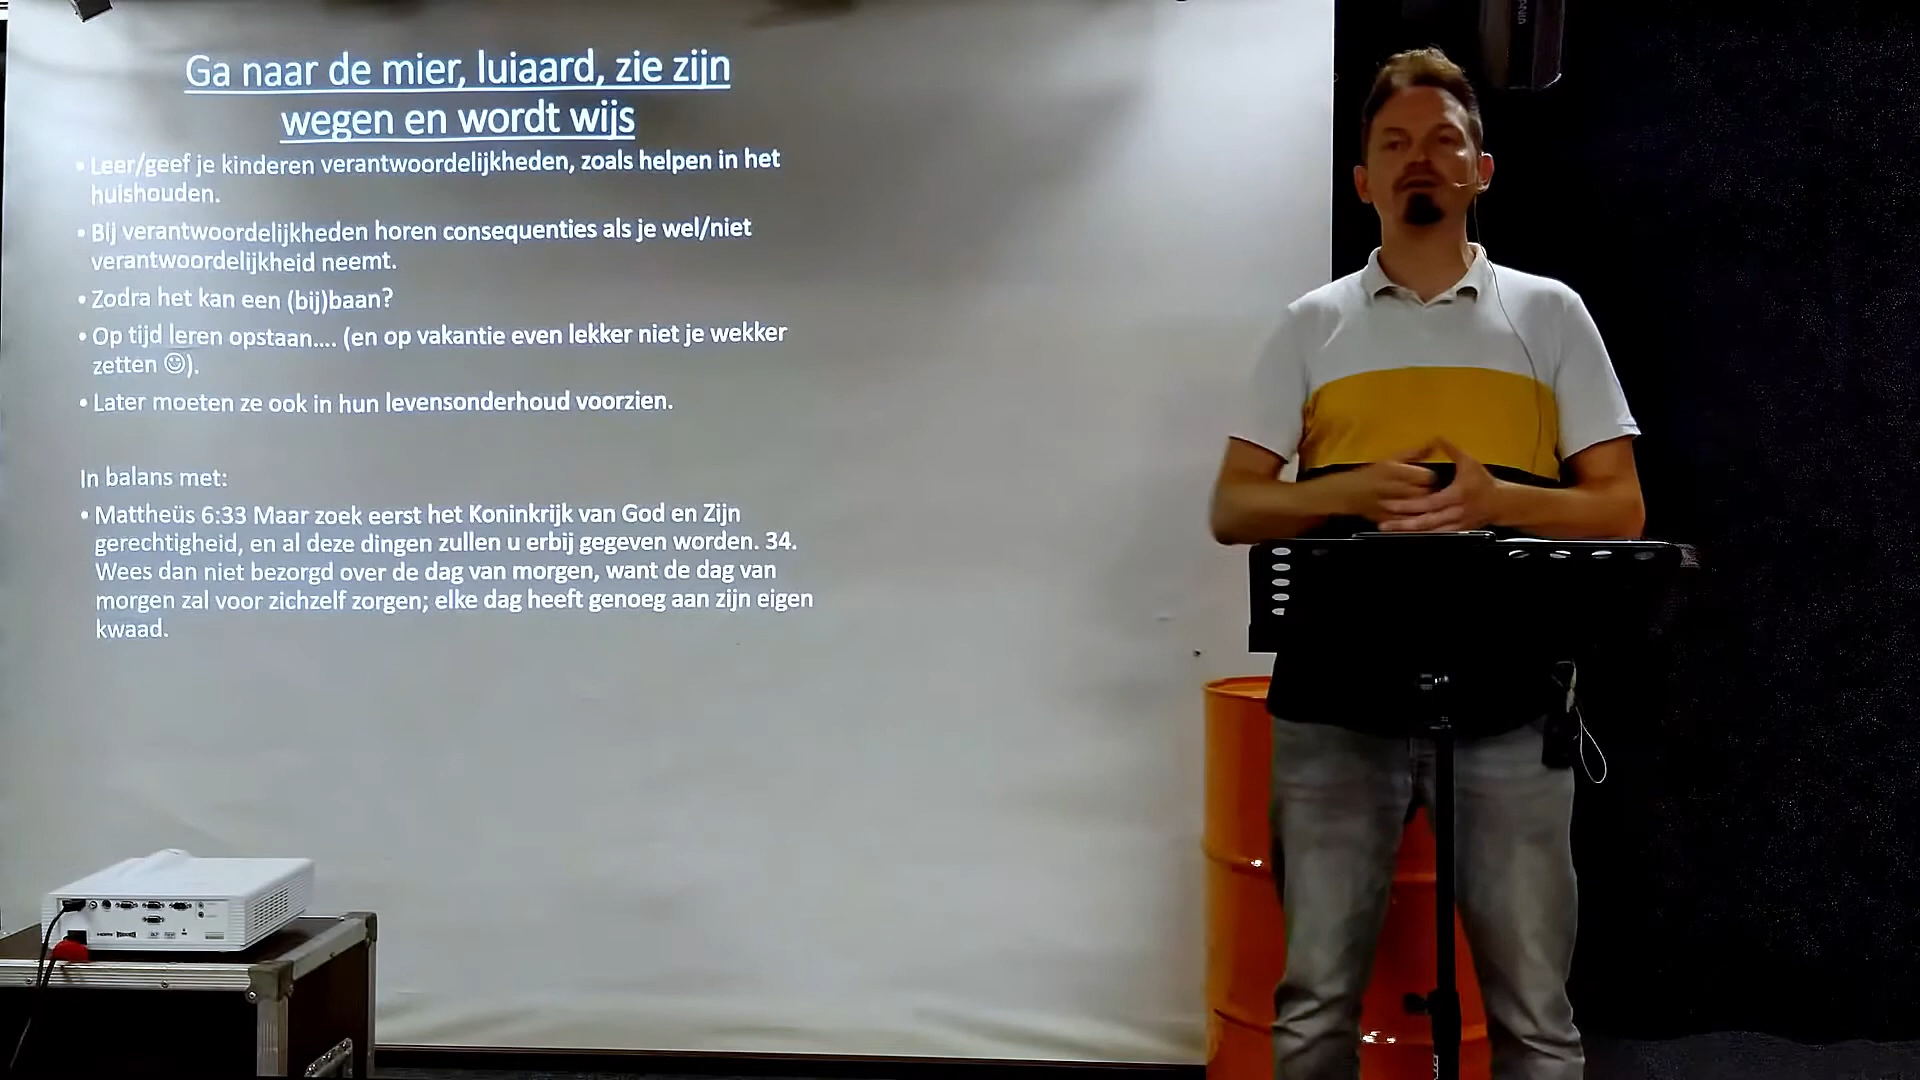 Ga naar de mier, luiaard, zie zijn
wegen en wordt wijs
• Leer/geef je kinderen verantwoordelijkheden, zoals helpen in het
huishouden.
• Bij verantwoordelijkheden horen consequenties als je wel/niet
verantwoordelijkheid neemt.
• Zodra het kan een (bij)baan?
• Op tijd leren opstaan.... (en op vakantie even lekker niet je wekker
zetten ☺).
• Later moeten ze ook in hun levensonderhoud voorzien.
In balans met:
• Mattheüs 6:33 Maar zoek eerst het Koninkrijk van God en Zijn
gerechtigheid, en al deze dingen zullen u erbij gegeven worden. 34.
Wees dan niet bezorgd over de dag van morgen, want de dag van
morgen zal voor zichzelf zorgen; elke dag heeft genoeg aan zijn eigen
kwaad.